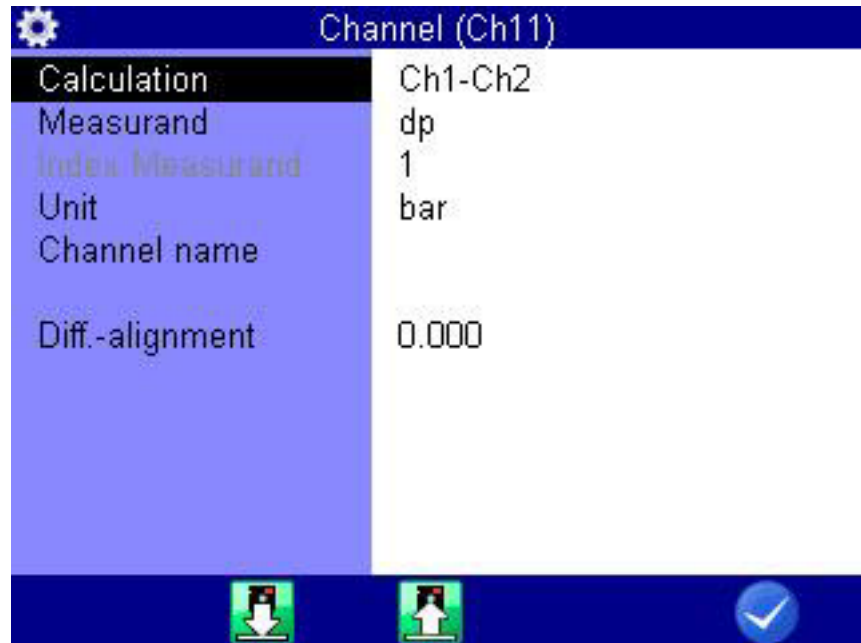 Channel (Ch11)
Calculation Ch1-Ch2
Measurand dp
Index Measurand 1
Unit bar
Channel name
Diff.-alignment 0.000